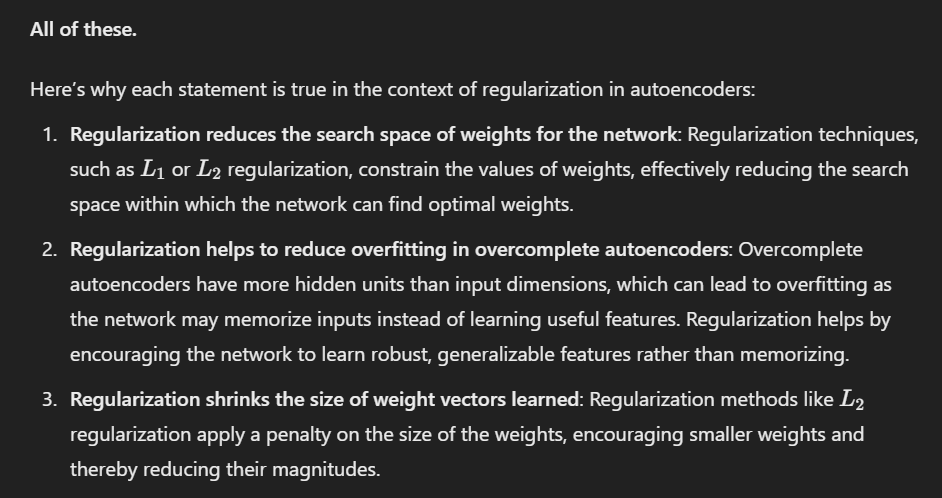 All of these.
Here's why each statement is true in the context of regularization in autoencoders:
1. Regularization reduces the search space of weights for the network: Regularization techniques,
such as L₁ or L₂ regularization, constrain the values of weights, effectively reducing the search
space within which the network can find optimal weights.
2. Regularization helps to reduce overfitting in overcomplete autoencoders: Overcomplete
autoencoders have more hidden units than input dimensions, which can lead to overfitting as
the network may memorize inputs instead of learning useful features. Regularization helps by
encouraging the network to learn robust, generalizable features rather than memorizing.
3. Regularization shrinks the size of weight vectors learned: Regularization methods like L₂
regularization apply a penalty on the size of the weights, encouraging smaller weights and
thereby reducing their magnitudes.